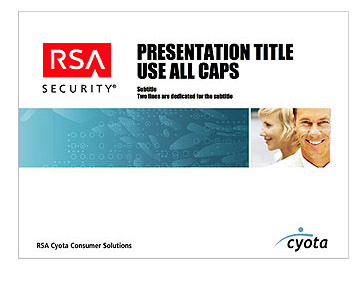 RSA
SECURITY®
PRESENTATION TITLE
USE ALL CAPS
Subtitle
Two lines are dedicated for the subtitle
RSA Cyota Consumer Solutions
cyota